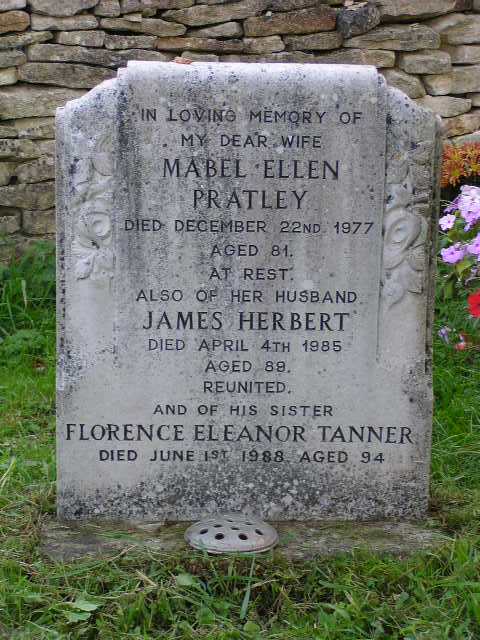 IN LOVING MEMORY OF
MY DEAR WIFE
MABEL ELLEN
PRATLEY
DIED DECEMBER 22ND 1977
AGED 81.
AT REST.
ALSO OF HER HUSBAND
JAMES HERBERT
DIED APRIL 4TH 1985
AGED 89.
REUNITED.
AND OF HIS SISTER
FLORENCE ELEANOR TANNER
DIED JUNE 1ST 1988. AGED 94